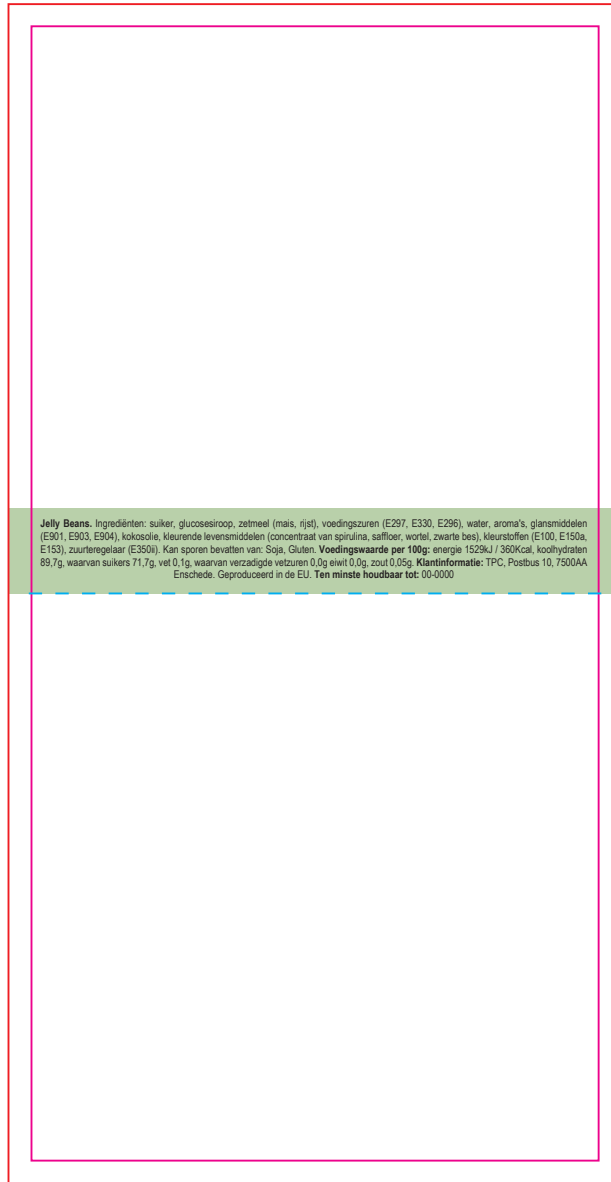 Jelly Beans. Ingrediënten: suiker, glucosesiroop, zetmeel (mais, rijst), voedingszuren (E297, E330, E296), water, aroma's, glansmiddelen
(E901, E903, E904), kokosolie, kleurende levensmiddelen (concentraat van spirulina, saffloer, wortel, zwarte bes), kleurstoffen (E100, E150a,
E153), zuurteregelaar (E350ii). Kan sporen bevatten van: Soja, Gluten. Voedingswaarde per 100g: energie 1529kJ / 360Kcal, koolhydraten
89,7g, waarvan suikers 71,7g, vet 0,1g, waarvan verzadigde vetzuren 0,0g eiwit 0,0g, zout 0,05g. Klantinformatie: TPC, Postbus 10, 7500AA
Enschede. Geproduceerd in de EU. Ten minste houdbaar tot: 00-0000